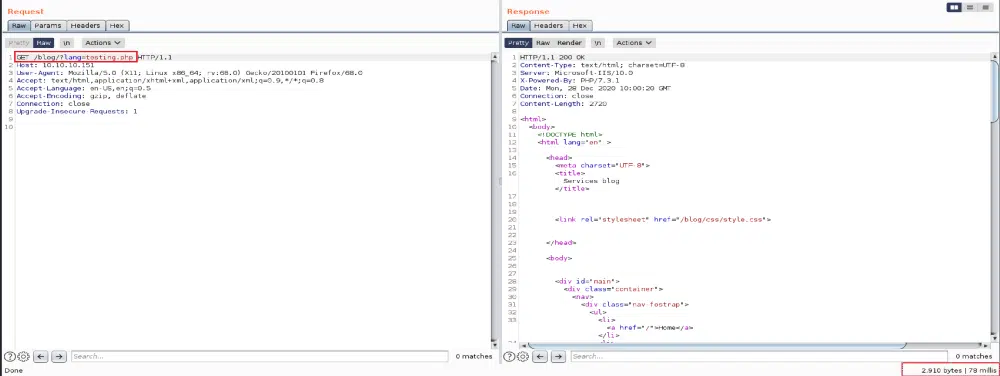 Request
Raw Params Headers Hex
Pretty Raw \n Actions
1 GET /blog/?lang=testing.php HTTP/1.1
2 Host: 10.10.10.151
3 User-Agent: Mozilla/5.0 (X11; Linux x86_64; rv:68.0) Gecko/20100101 Firefox/68.0
4 Accept: text/html,application/xhtml+xml,application/xml;q=0.9,*/*;q=0.8
5 Accept-Language: en-US,en;q=0.5
6 Accept-Encoding: gzip, deflate
7 Connection: close
8 Upgrade-Insecure-Requests: 1
9
10
Search... 0 matches
Done
Response
Raw Headers Hex
Pretty Raw Render \n Actions
1 HTTP/1.1 200 OK
2 Content-Type: text/html; charset=UTF-8
3 Server: Microsoft-IIS/10.0
4 X-Powered-By: PHP/7.3.1
5 Date: Mon, 28 Dec 2020 10:00:20 GMT
6 Connection: close
7 Content-Length: 2720
8
9 <html>
10 <body>
11 <!DOCTYPE html>
12 <html lang="en" >
13
14 <head>
15 <meta charset="UTF-8">
16 <title>
Services blog
</title>
17
18
19
20 <link rel="stylesheet" href="/blog/css/style.css">
21
22
23 </head>
24
25 <body>
26
27
28 <div id="main">
29 <div class="container">
30 <nav>
31 <div class="nav-fostrap">
32 <ul>
33 <li>
<a href="/">Home</a>
</li>
Search... 0 matches
2,910 bytes | 78 millis